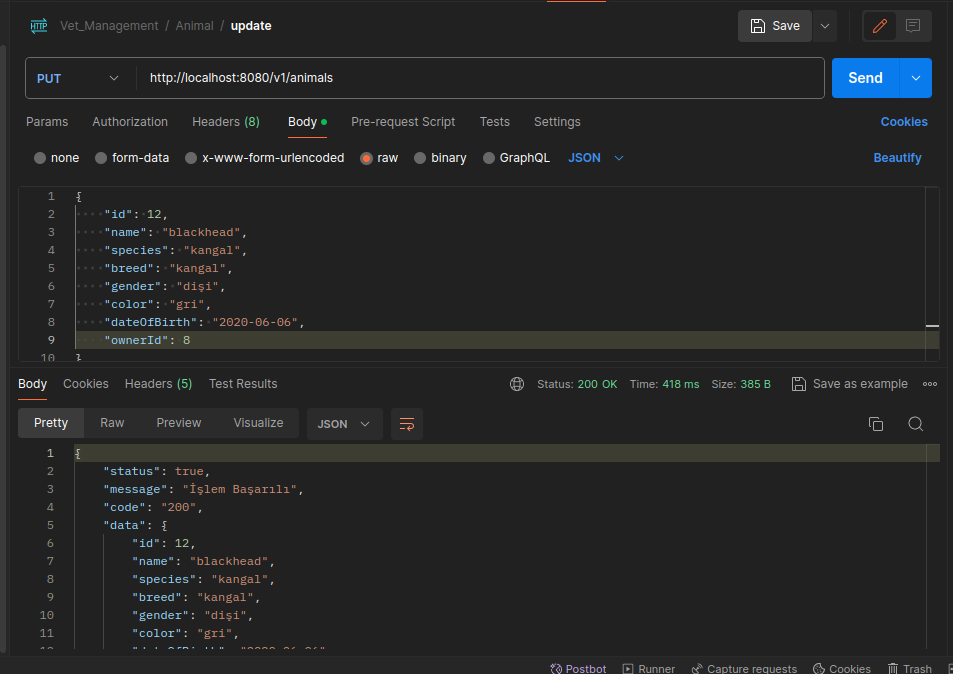 HTTP Vet_Management / Animal / update Save
PUT http://localhost:8080/v1/animals Send
Params Authorization Headers (8) Body Pre-request Script Tests Settings Cookies
none form-data x-www-form-urlencoded raw binary GraphQL JSON Beautify
1 {
2 "id": 12,
3 "name": "blackhead",
4 "species": "kangal",
5 "breed": "kangal",
6 "gender": "dişi",
7 "color": "gri",
8 "dateOfBirth": "2020-06-06",
9 "ownerId": 8
10 }
Body Cookies Headers (5) Test Results Status: 200 OK Time: 418 ms Size: 385 B Save as example
Pretty Raw Preview Visualize JSON
1 {
2 "status": true,
3 "message": "İşlem Başarılı",
4 "code": "200",
5 "data": {
6 "id": 12,
7 "name": "blackhead",
8 "species": "kangal",
9 "breed": "kangal",
10 "gender": "dişi",
11 "color": "gri",
Postbot Runner Capture requests Cookies Trash